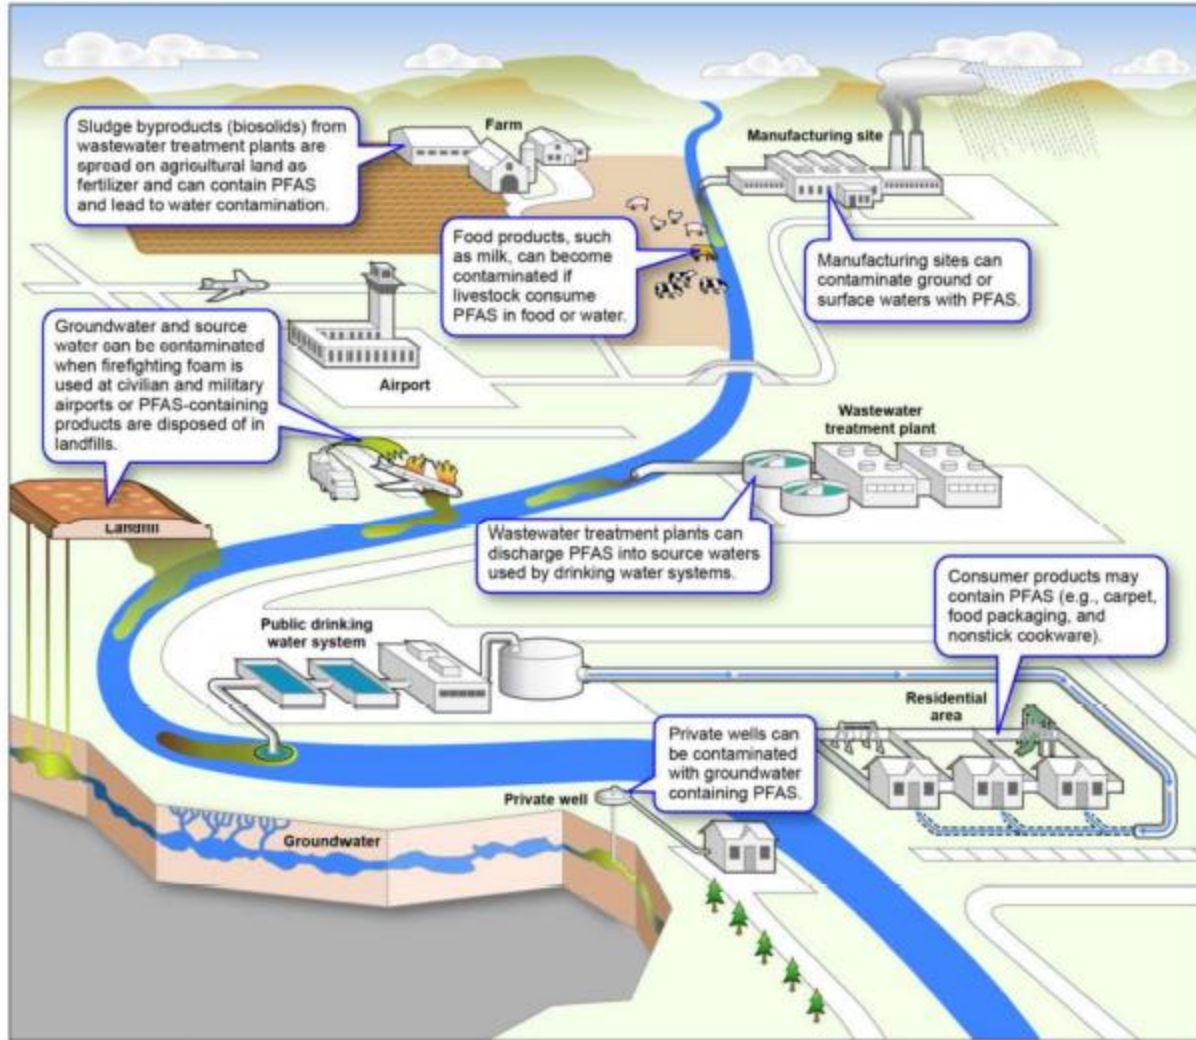 Sludge byproducts (biosolids) from
wastewater treatment plants are
spread on agricultural land as
fertilizer and can contain PFAS
and lead to water contamination.
Farm
Manufacturing site
Food products, such
as milk, can become
contaminated if
livestock consume
PFAS in food or water.
Manufacturing sites can
contaminate ground or
surface waters with PFAS.
Groundwater and source
water can be contaminated
when firefighting foam is
used at civilian and military
airports or PFAS-containing
products are disposed of in
landfills.
Airport
Wastewater
treatment plant
Landfill
Wastewater treatment plants can
discharge PFAS into source waters
used by drinking water systems.
Consumer products may
contain PFAS (e.g., carpet,
food packaging, and
nonstick cookware).
Public drinking
water system
Residential
area
Private wells can
be contaminated
with groundwater
containing PFAS.
Private well
Groundwater